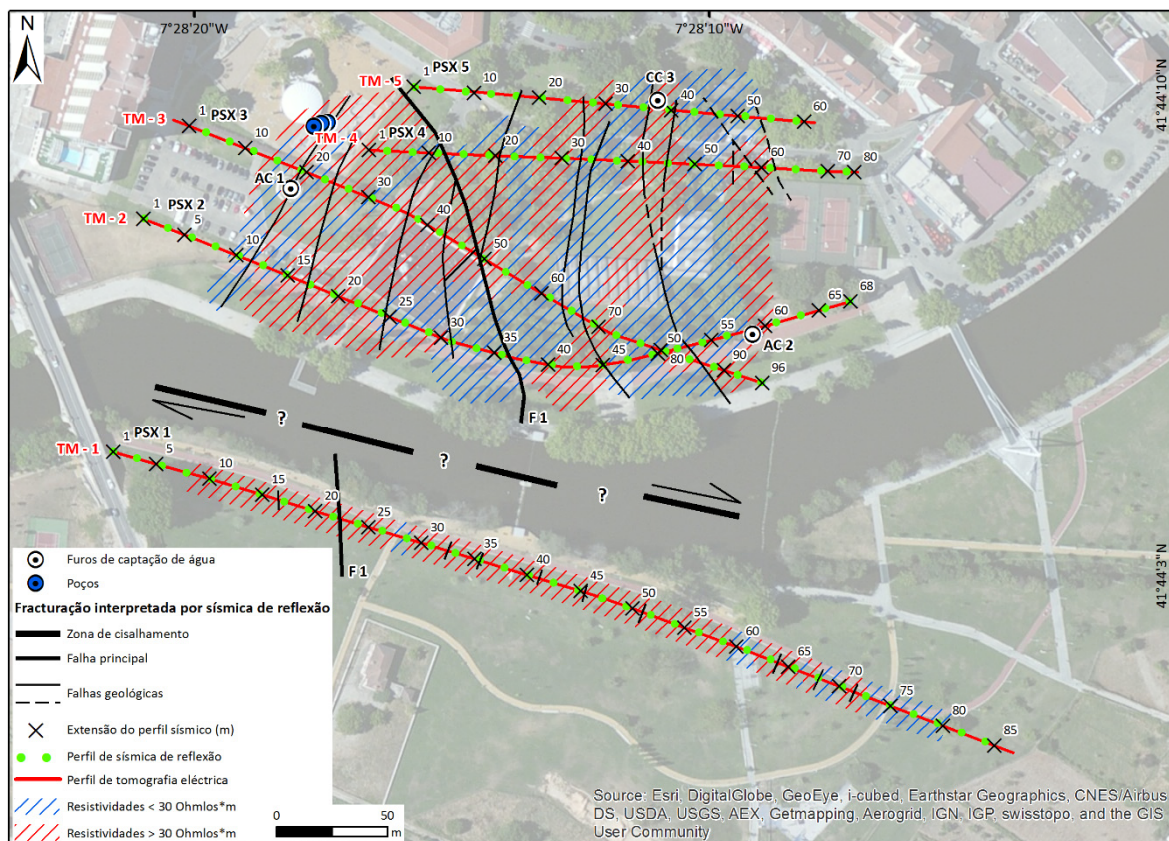 7°28'20"W
7°28'10"W
N
41°44'10"N
41°44'3"N
TM - 5
1 PSX 5
10
20
30
CC 3
40
50
60
TM - 3
1 PSX 3
10
20
30
40
50
60
70
80
90
96
TM - 4
1 PSX 4
10
20
30
40
50
60
70
80
AC 1
TM - 2
1 PSX 2
5
10
15
20
25
30
35
40
45
50
55
60
65
68
AC 2
F 1
?
?
?
TM - 1
1 PSX 1
5
10
15
20
25
30
35
40
45
50
55
60
65
70
75
80
85
F 1
Furos de captação de água
Poços
Fracturação interpretada por sísmica de reflexão
Zona de cisalhamento
Falha principal
Falhas geológicas
Extensão do perfil sísmico (m)
Perfil de sísmica de reflexão
Perfil de tomografia eléctrica
Resistividades < 30 Ohmlos*m
Resistividades > 30 Ohmlos*m
0 50
m
Source: Esri, DigitalGlobe, GeoEye, i-cubed, Earthstar Geographics, CNES/Airbus
DS, USDA, USGS, AEX, Getmapping, Aerogrid, IGN, IGP, swisstopo, and the GIS
User Community